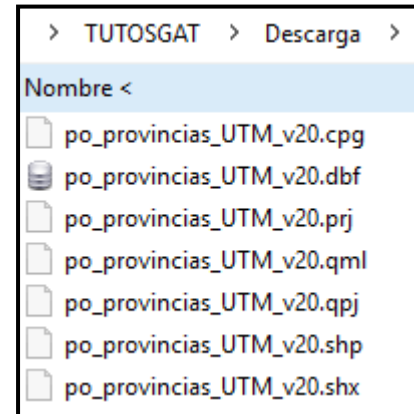 > TUTOSGAT > Descarga >
Nombre <
po_provincias_UTM_v20.cpg
po_provincias_UTM_v20.dbf
po_provincias_UTM_v20.prj
po_provincias_UTM_v20.qml
po_provincias_UTM_v20.qpj
po_provincias_UTM_v20.shp
po_provincias_UTM_v20.shx